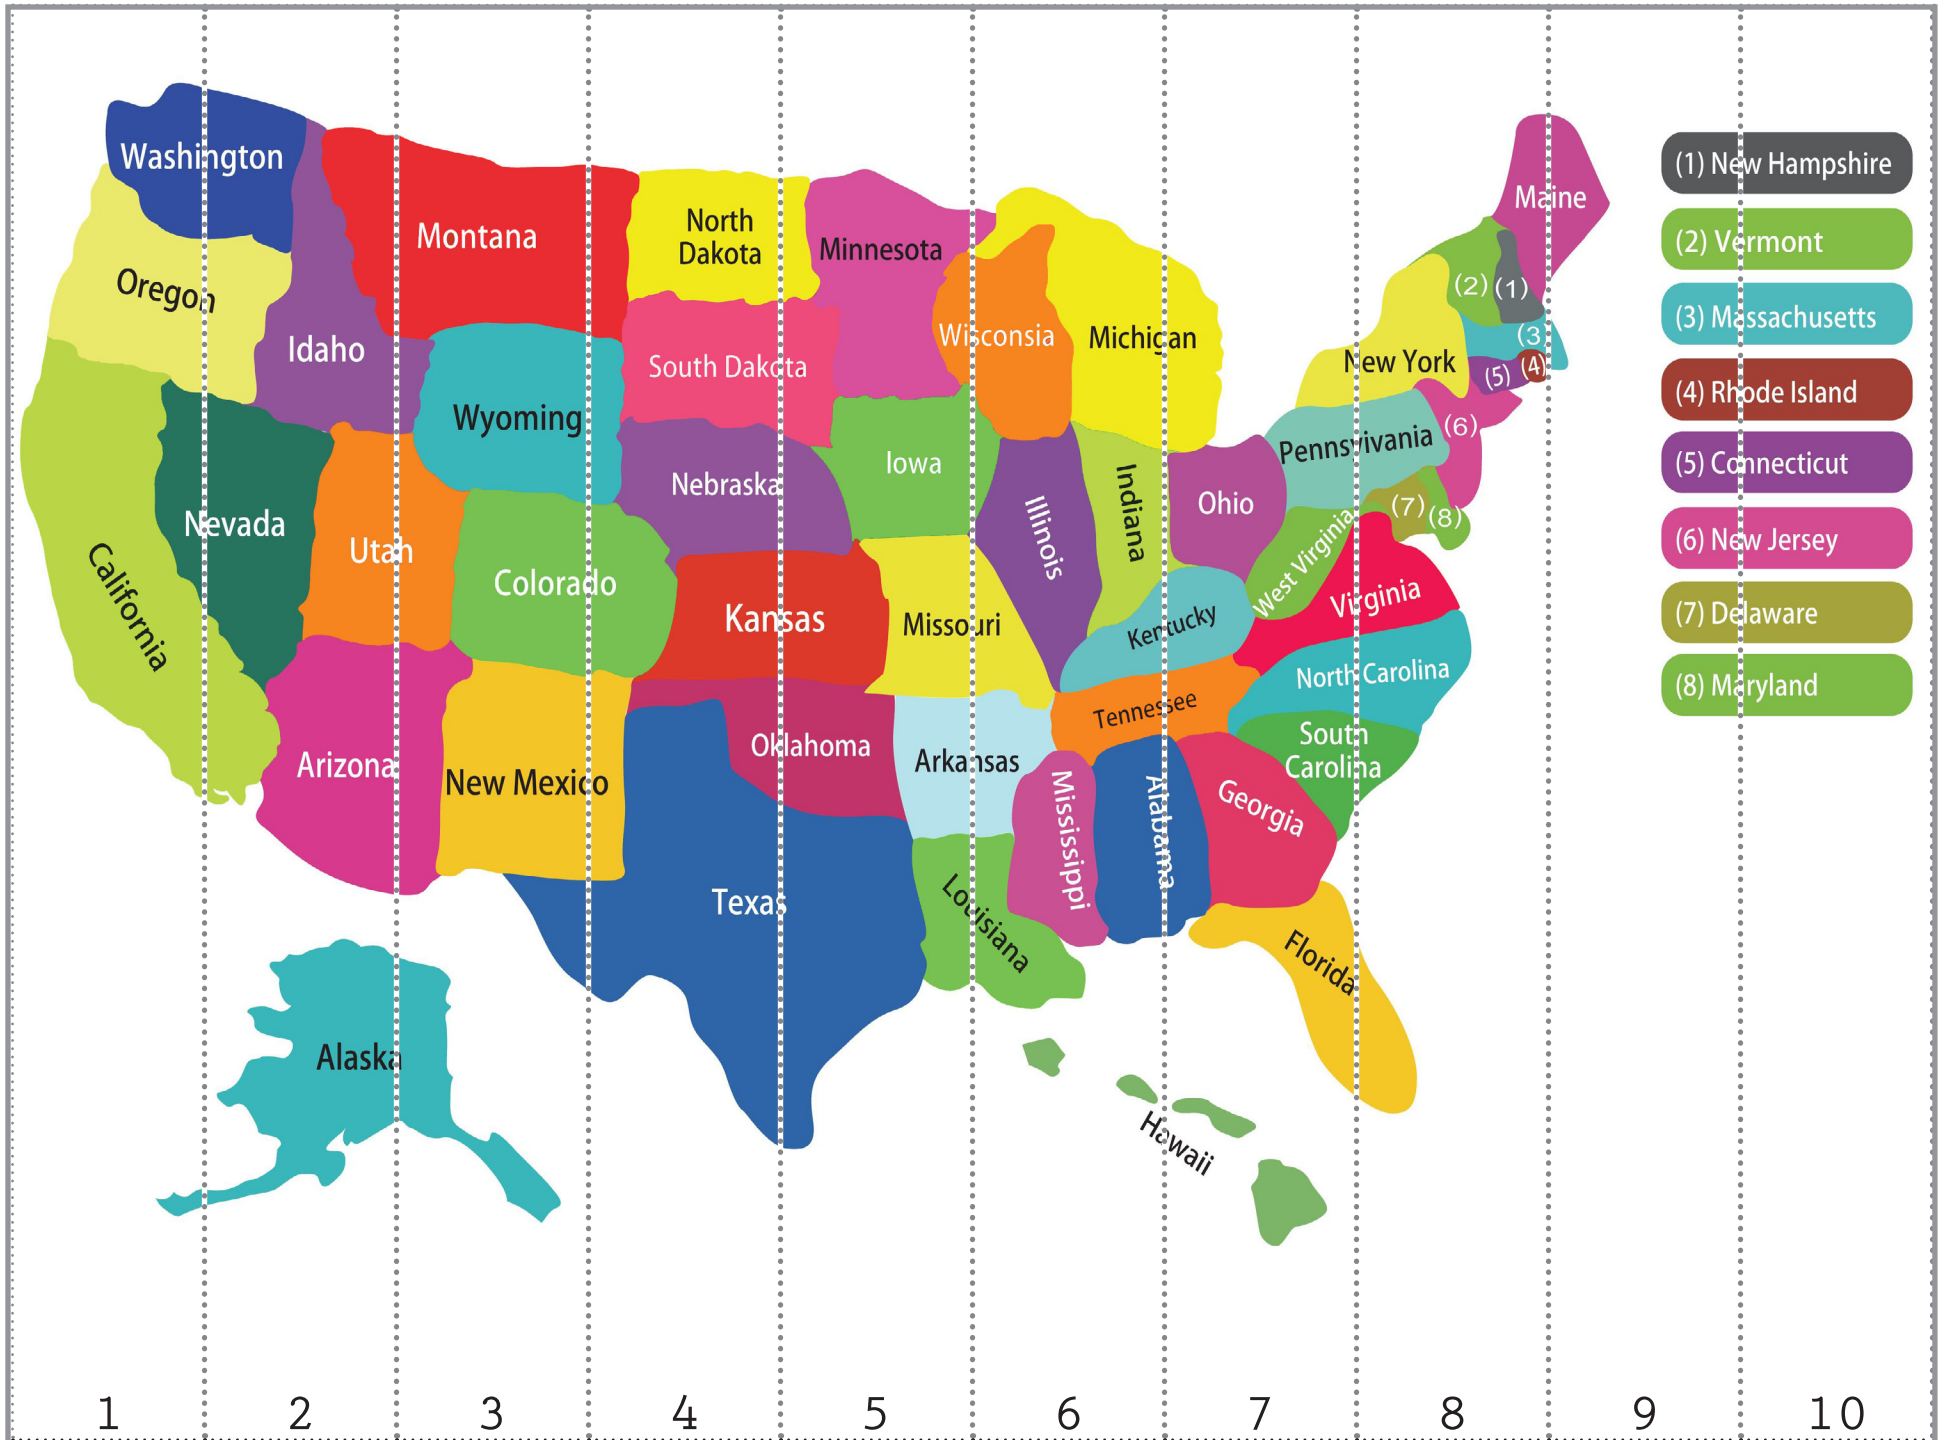 Washington
Oregon
California
Nevada
Idaho
Montana
Wyoming
Utah
Colorado
Arizona
New Mexico
North
Dakota
South Dakota
Nebraska
Kansas
Oklahoma
Texas
Minnesota
Iowa
Missouri
Arkansas
Louisiana
Wisconsia
Michigan
Illinois
Indiana
Ohio
Kentucky
Tennessee
Mississippi
Alabama
Georgia
Florida
South
Carolina
North Carolina
Virginia
West Virginia
Pennsyivania
New York
Maine
(2)
(1)
(3
(4)
(5)
(6)
(7)
(8)
Alaska
Hawaii
(1) New Hampshire
(2) Vermont
(3) Massachusetts
(4) Rhode Island
(5) Connecticut
(6) New Jersey
(7) Delaware
(8) Maryland
1 2 3 4 5 6 7 8 9 10